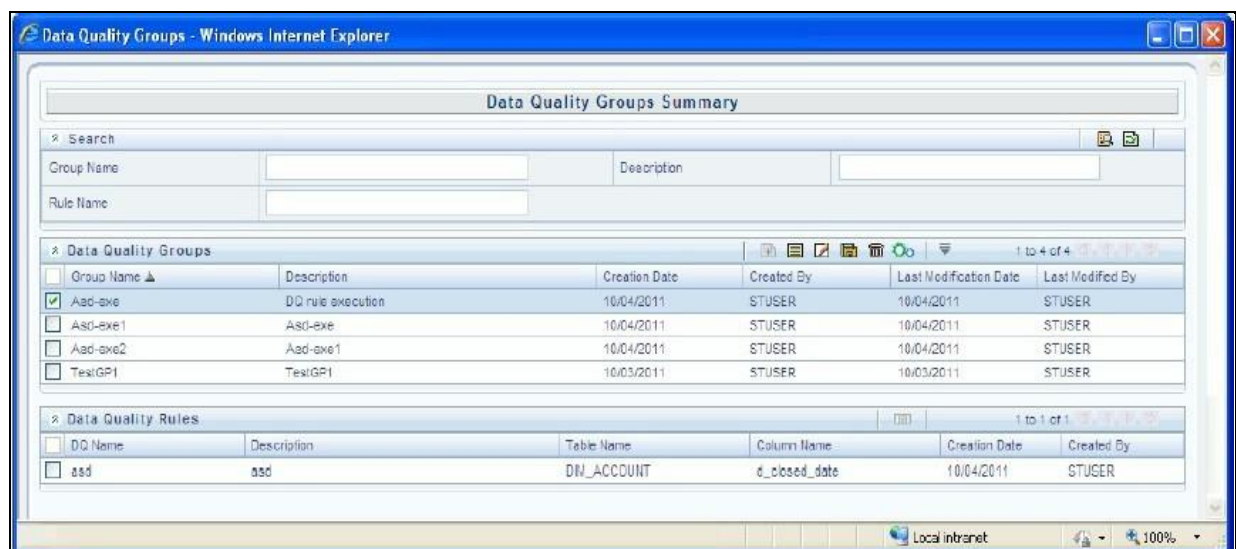 Data Quality Groups - Windows Internet Explorer
Data Quality Groups Summary
Search
Group Name Description
Rule Name
Data Quality Groups 1 to 4 of 4
Group Name Description Creation Date Created By Last Modification Date Last Modified By
Asd-exe DQ rule execution 10/04/2011 STUSER 10/04/2011 STUSER
Asd-exe1 Asd-exe 10/04/2011 STUSER 10/04/2011 STUSER
Asd-exe2 Asd-exe1 10/04/2011 STUSER 10/04/2011 STUSER
TestGP1 TestGP1 10/03/2011 STUSER 10/03/2011 STUSER
Data Quality Rules 1 to 1 of 1
DQ Name Description Table Name Column Name Creation Date Created By
asd asd DIM_ACCOUNT d_closed_date 10/04/2011 STUSER
Local intranet 100%